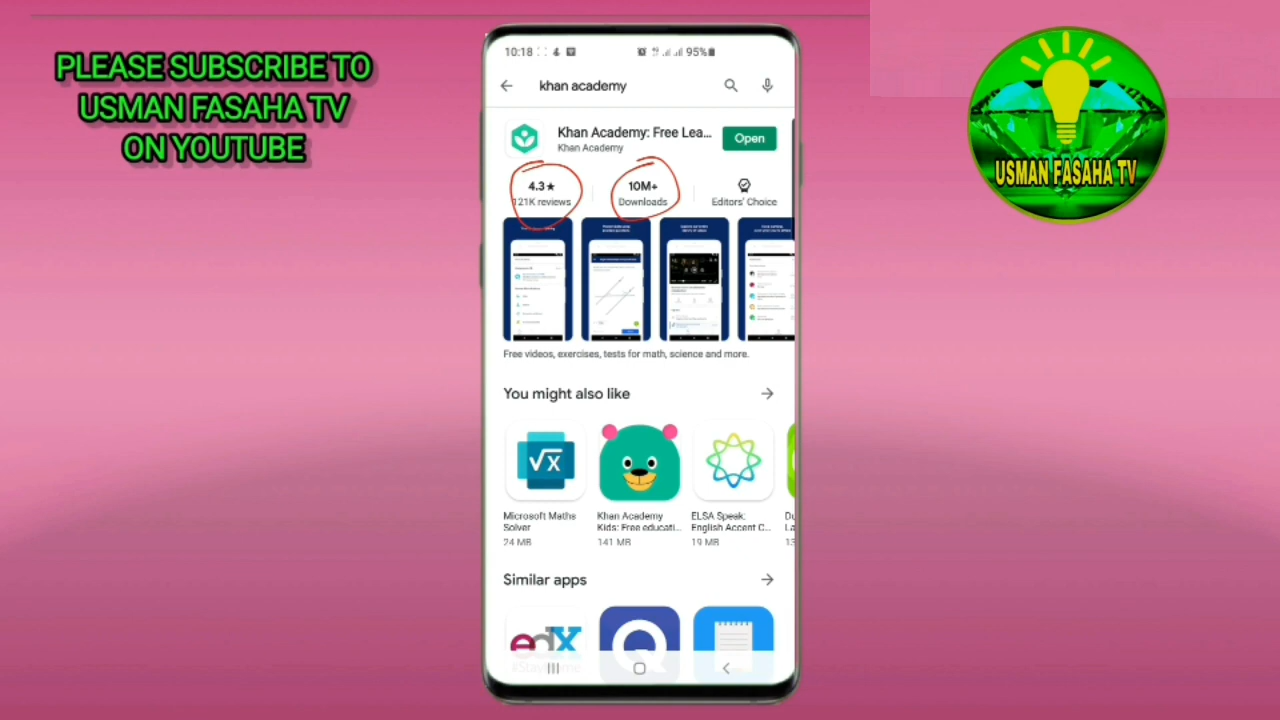 PLEASE SUBSCRIBE TO
USMAN FASAHA TV
ON YOUTUBE
USMAN FASAHA TV
10:18
95%
khan academy
Khan Academy: Free Lea...
Khan Academy
Open
4.3★
121K reviews
10M+
Downloads
Editors' Choice
Free videos, exercises, tests for math, science and more.
You might also like
Microsoft Maths
Solver
24 MB
Khan Academy
Kids: Free educati...
141 MB
ELSA Speak:
English Accent C...
19 MB
Du
La
13
Similar apps
edX